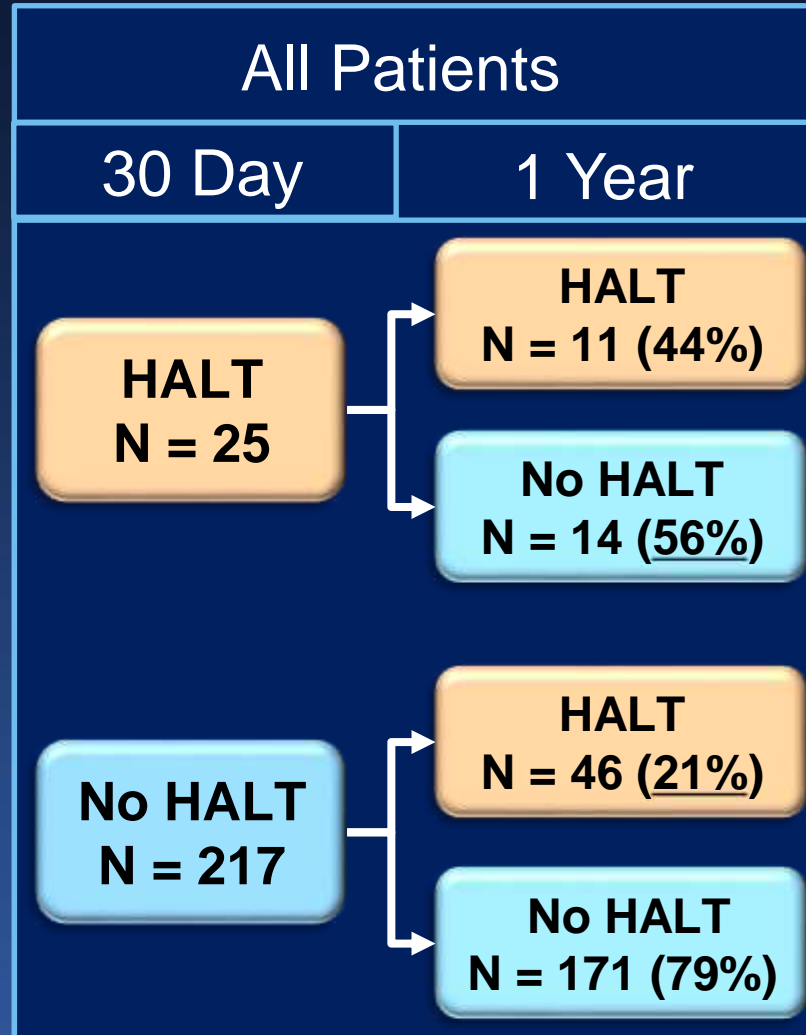 All Patients
30 Day
1 Year
HALT
N = 25
HALT
N = 11 (44%)
No HALT
N = 14 (56%)
No HALT
N = 217
HALT
N = 46 (21%)
No HALT
N = 171 (79%)